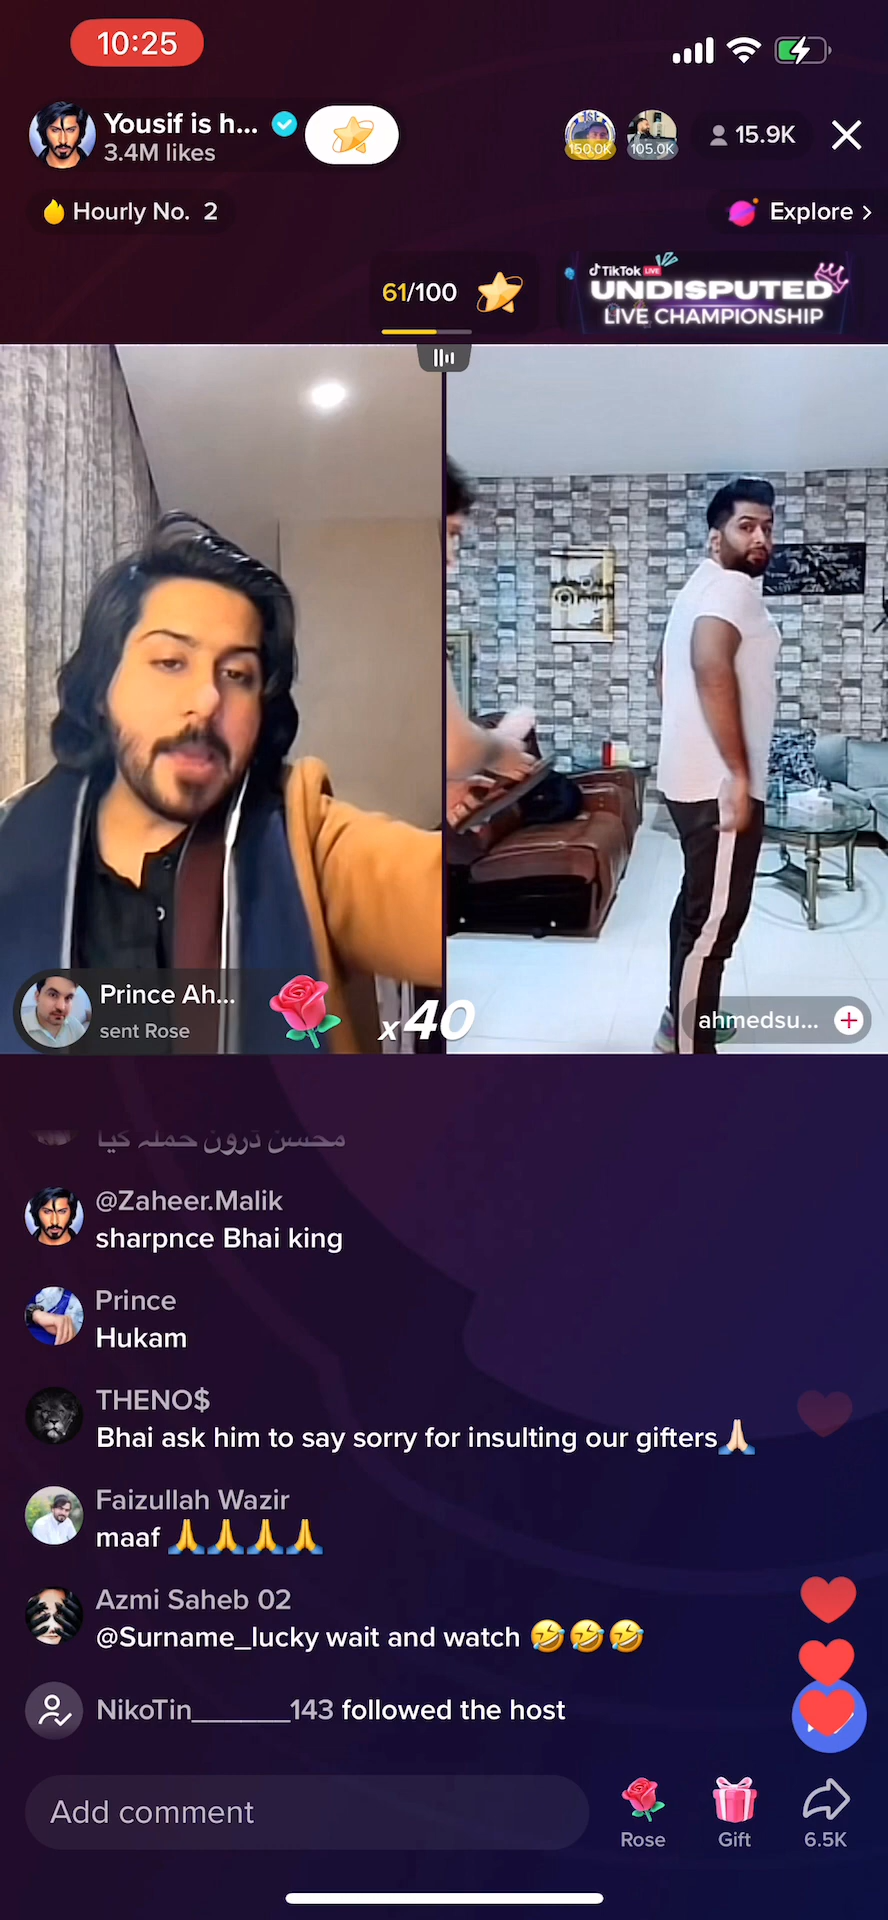 10:25
Yousif is h...
3.4M likes
150.0K
105.0K
15.9K
Hourly No. 2
Explore >
61/100
TikTok LIVE
UNDISPUTED
LIVE CHAMPIONSHIP
Prince Ah...
sent Rose
x40
ahmedsu...
محسن ڈرون حملہ کیا
@Zaheer.Malik
sharpnce Bhai king
Prince
Hukam
THENO$
Bhai ask him to say sorry for insulting our gifters🙏🏻
Faizullah Wazir
maaf 🙏🙏🙏🙏
Azmi Saheb 02
@Surname_lucky wait and watch 🤣🤣🤣
NikoTin______143 followed the host
Add comment
Rose
Gift
6.5K